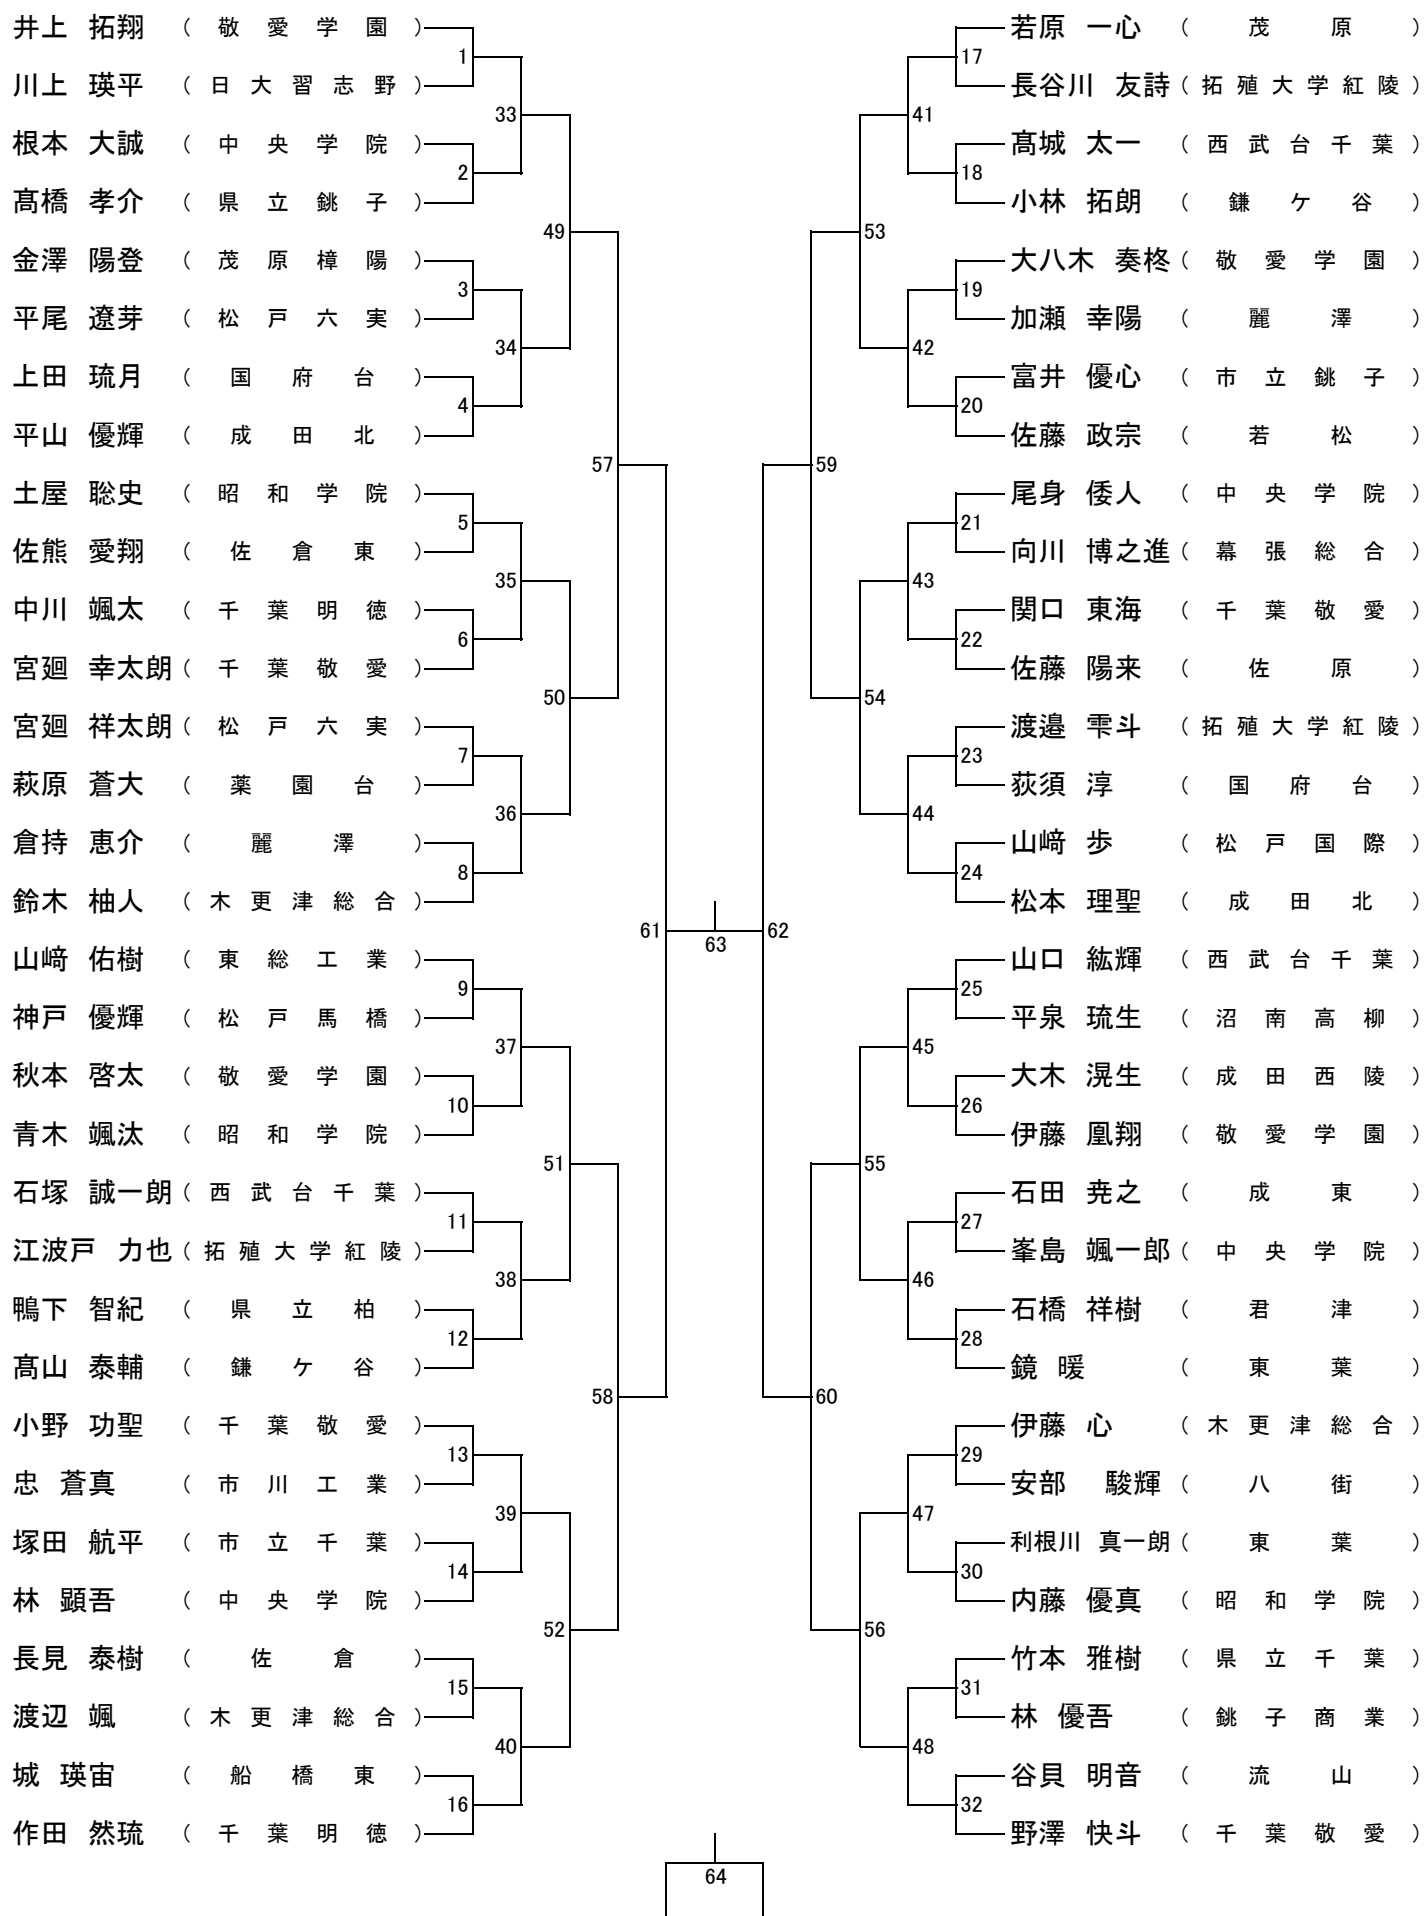 井上 拓翔 （ 敬 愛 学 園 ）
1
川上 瑛平 （ 日 大 習 志 野 ）
33
根本 大誠 （ 中 央 学 院 ）
2
髙橋 孝介 （ 県 立 銚 子 ）
49
金澤 陽登 （ 茂 原 樟 陽 ）
3
平尾 遼芽 （ 松 戸 六 実 ）
34
上田 琉月 （ 国 府 台 ）
4
平山 優輝 （ 成 田 北 ）
57
土屋 聡史 （ 昭 和 学 院 ）
5
佐熊 愛翔 （ 佐 倉 東 ）
35
中川 颯太 （ 千 葉 明 徳 ）
6
宮廻 幸太朗 （ 千 葉 敬 愛 ）
50
宮廻 祥太朗 （ 松 戸 六 実 ）
7
萩原 蒼大 （ 薬 園 台 ）
36
倉持 恵介 （ 麗 澤 ）
8
鈴木 柚人 （ 木 更 津 総 合 ）
61
63
山﨑 佑樹 （ 東 総 工 業 ）
9
神戸 優輝 （ 松 戸 馬 橋 ）
37
秋本 啓太 （ 敬 愛 学 園 ）
10
青木 颯汰 （ 昭 和 学 院 ）
51
石塚 誠一朗 （ 西 武 台 千 葉 ）
11
江波戸 力也 （ 拓 殖 大 学 紅 陵 ）
38
鴨下 智紀 （ 県 立 柏 ）
12
髙山 泰輔 （ 鎌 ケ 谷 ）
58
小野 功聖 （ 千 葉 敬 愛 ）
13
忠 蒼真 （ 市 川 工 業 ）
39
塚田 航平 （ 市 立 千 葉 ）
14
林 顕吾 （ 中 央 学 院 ）
52
長見 泰樹 （ 佐 倉 ）
15
渡辺 颯 （ 木 更 津 総 合 ）
40
城 瑛宙 （ 船 橋 東 ）
16
作田 然琉 （ 千 葉 明 徳 ）
若原 一心 （ 茂 原 ）
17
長谷川 友詩 （ 拓 殖 大 学 紅 陵 ）
41
髙城 太一 （ 西 武 台 千 葉 ）
18
小林 拓朗 （ 鎌 ケ 谷 ）
53
大八木 奏柊 （ 敬 愛 学 園 ）
19
加瀬 幸陽 （ 麗 澤 ）
42
富井 優心 （ 市 立 銚 子 ）
20
佐藤 政宗 （ 若 松 ）
59
尾身 倭人 （ 中 央 学 院 ）
21
向川 博之進 （ 幕 張 総 合 ）
43
関口 東海 （ 千 葉 敬 愛 ）
22
佐藤 陽来 （ 佐 原 ）
54
渡邉 雫斗 （ 拓 殖 大 学 紅 陵 ）
23
荻須 淳 （ 国 府 台 ）
44
山﨑 歩 （ 松 戸 国 際 ）
24
松本 理聖 （ 成 田 北 ）
62
山口 紘輝 （ 西 武 台 千 葉 ）
25
平泉 琉生 （ 沼 南 高 柳 ）
45
大木 滉生 （ 成 田 西 陵 ）
26
伊藤 凰翔 （ 敬 愛 学 園 ）
55
石田 尭之 （ 成 東 ）
27
峯島 颯一郎 （ 中 央 学 院 ）
46
石橋 祥樹 （ 君 津 ）
28
鏡 暖 （ 東 葉 ）
60
伊藤 心 （ 木 更 津 総 合 ）
29
安部 駿輝 （ 八 街 ）
47
利根川 真一朗 （ 東 葉 ）
30
内藤 優真 （ 昭 和 学 院 ）
56
竹本 雅樹 （ 県 立 千 葉 ）
31
林 優吾 （ 銚 子 商 業 ）
48
谷貝 明音 （ 流 山 ）
32
野澤 快斗 （ 千 葉 敬 愛 ）
64